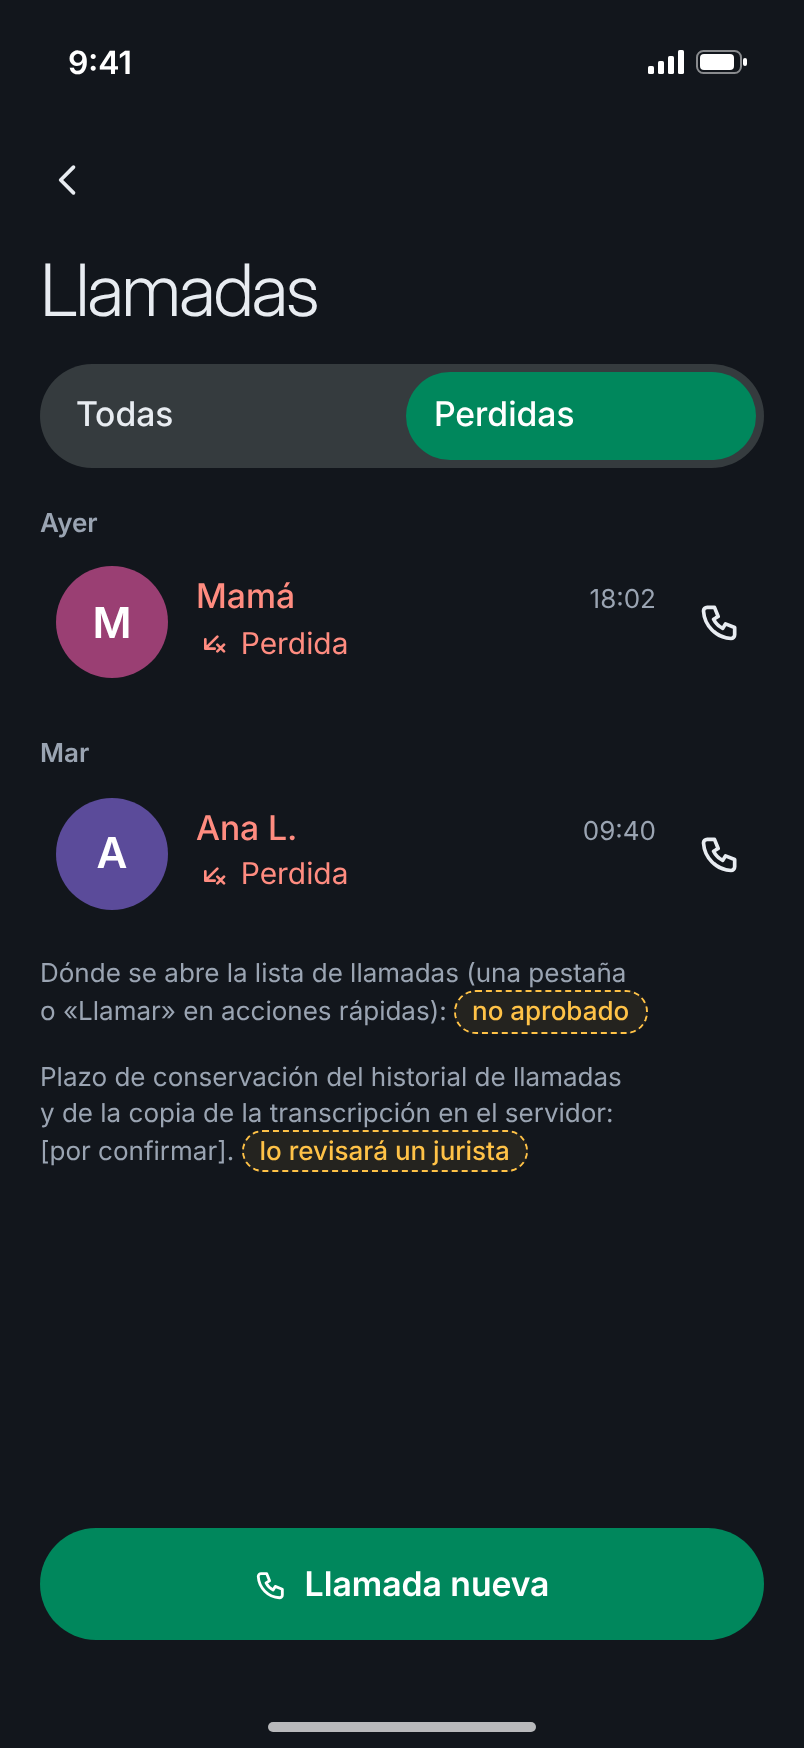 9:41
Llamadas
Todas
Perdidas
Ayer
M
Mamá
18:02
Perdida
Mar
A
Ana L.
09:40
Perdida
Dónde se abre la lista de llamadas (una pestaña
o «Llamar» en acciones rápidas): no aprobado
Plazo de conservación del historial de llamadas
y de la copia de la transcripción en el servidor:
[por confirmar]. lo revisará un jurista
Llamada nueva